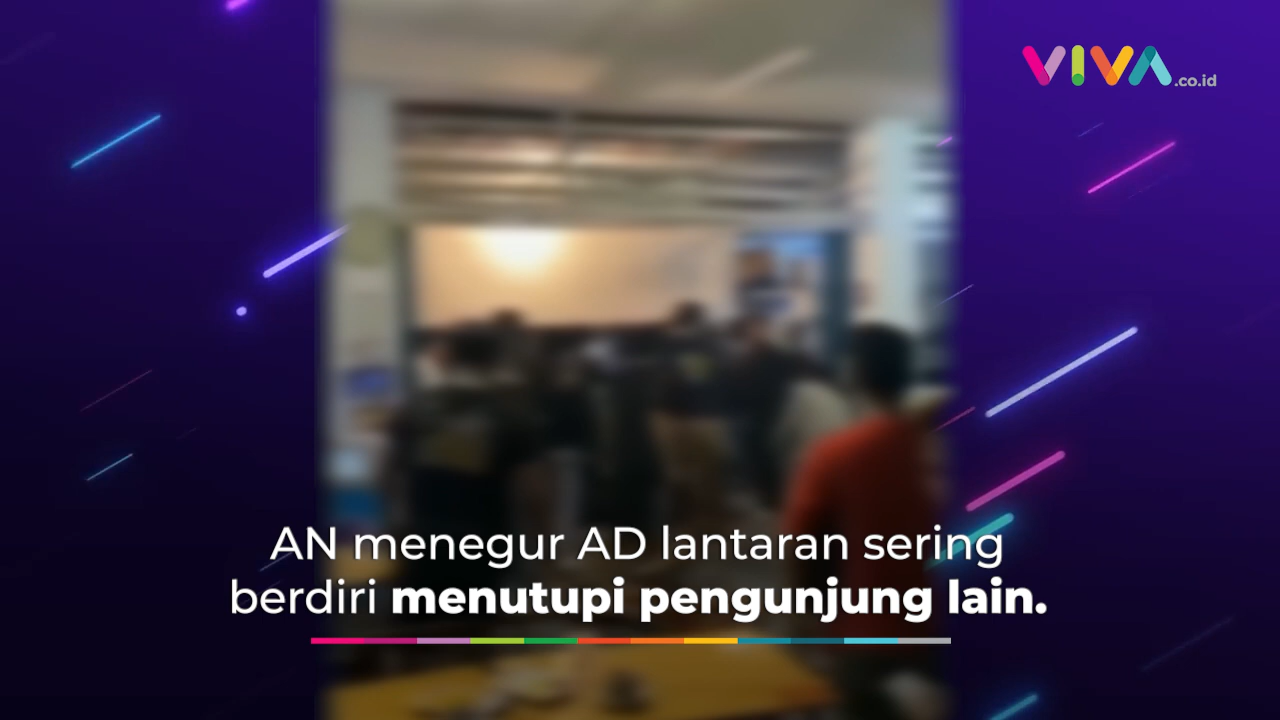 VIVA.co.id
AN menegur AD lantaran sering
berdiri menutupi pengunjung lain.